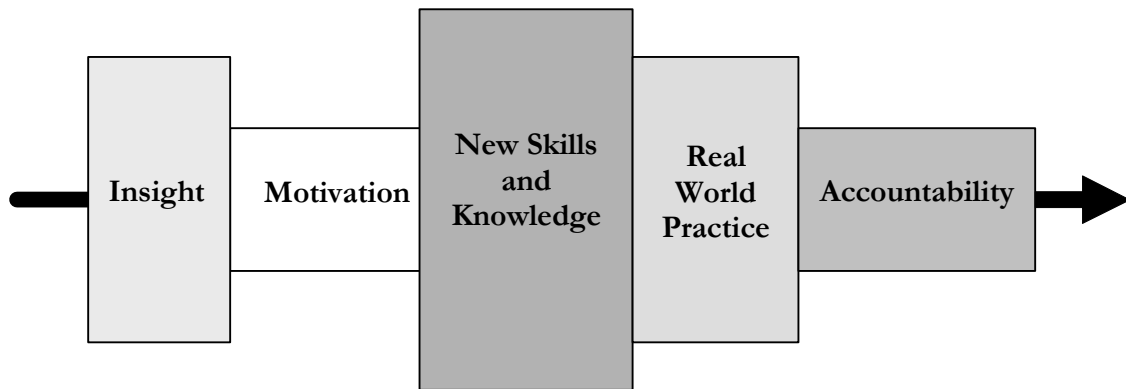 Insight
Motivation
New Skills
and
Knowledge
Real
World
Practice
Accountability